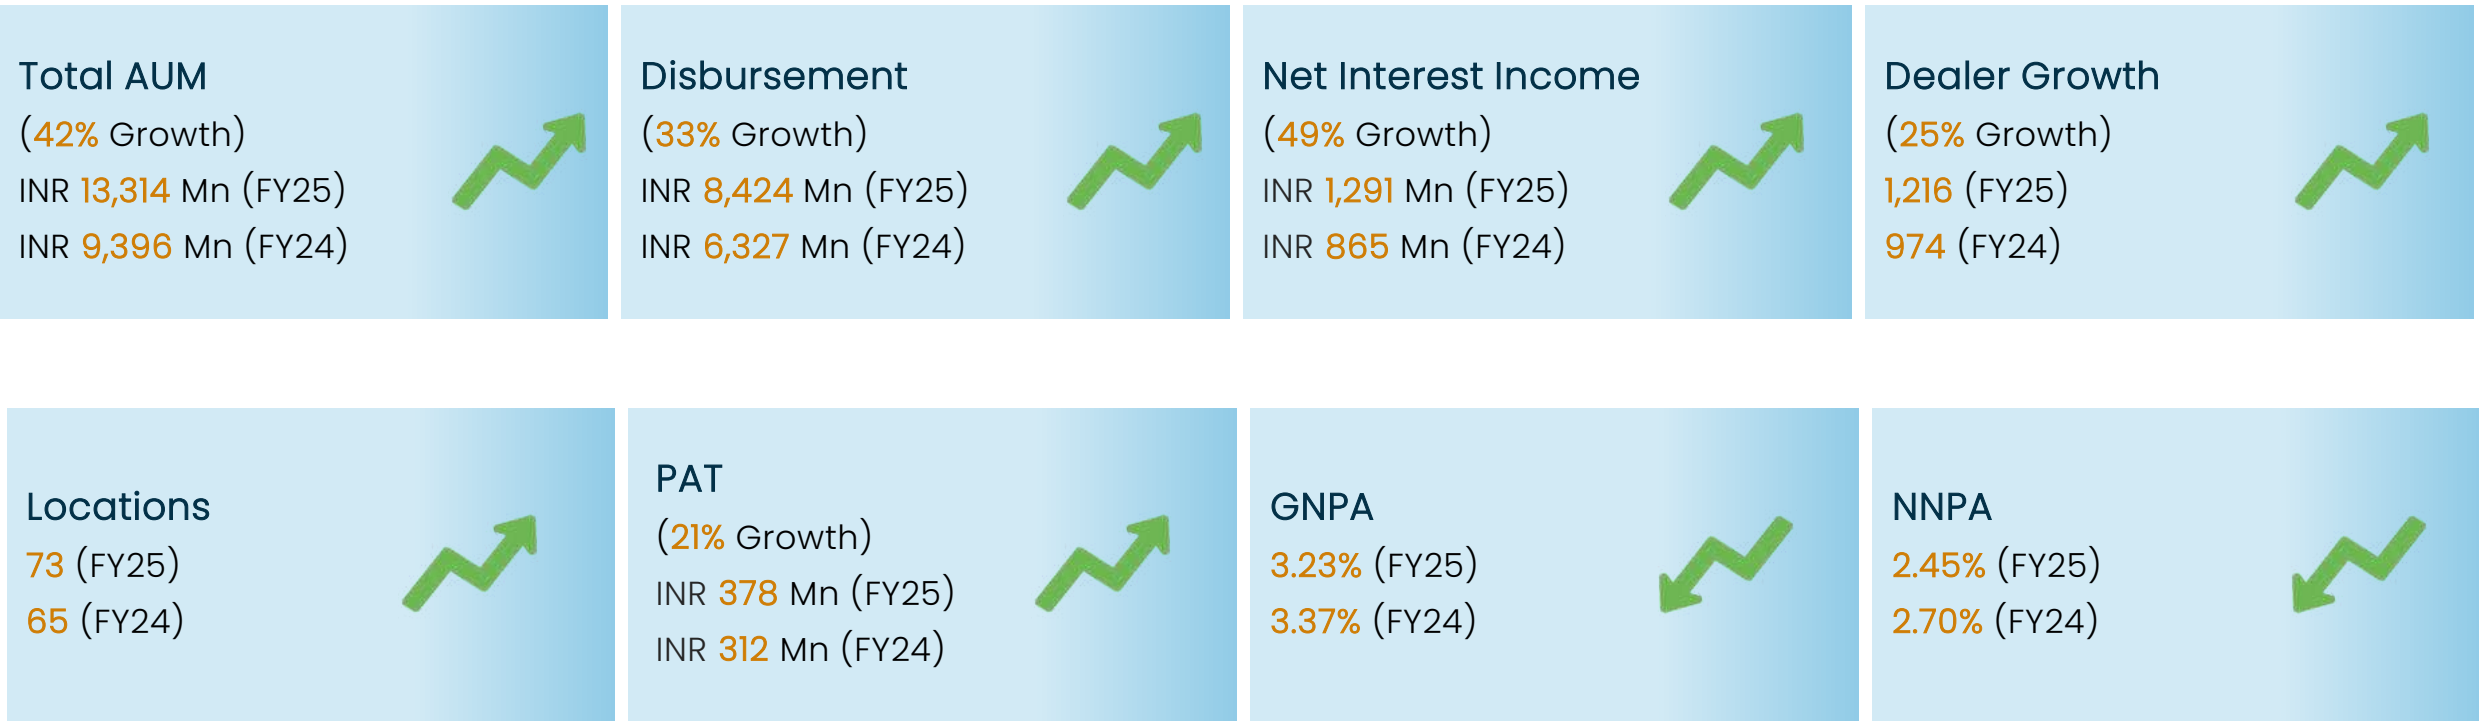 Total AUM
(42% Growth)
INR 13,314 Mn (FY25)
INR 9,396 Mn (FY24)
Disbursement
(33% Growth)
INR 8,424 Mn (FY25)
INR 6,327 Mn (FY24)
Net Interest Income
(49% Growth)
INR 1,291 Mn (FY25)
INR 865 Mn (FY24)
Dealer Growth
(25% Growth)
1,216 (FY25)
974 (FY24)
Locations
73 (FY25)
65 (FY24)
PAT
(21% Growth)
INR 378 Mn (FY25)
INR 312 Mn (FY24)
GNPA
3.23% (FY25)
3.37% (FY24)
NNPA
2.45% (FY25)
2.70% (FY24)